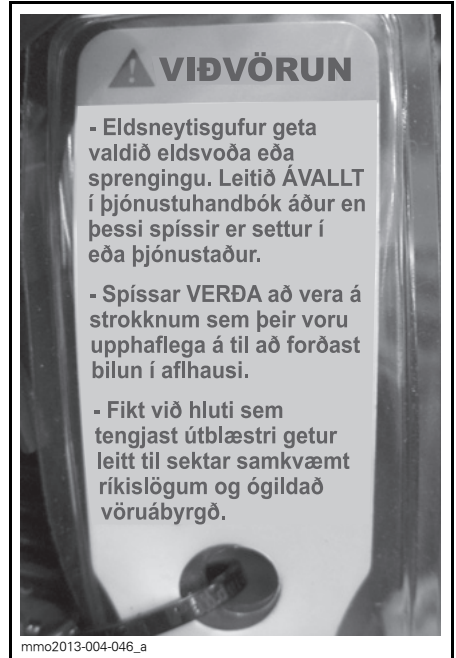 VIÐVÖRUN
- Eldsneytisgufur geta
valdið eldsvoða eða
sprengingu. Leitið ÁVALLT
í þjónustuhandbók áður en
þessi spíssir er settur í
eða þjónustaður.
- Spíssar VERÐA að vera á
strokknum sem þeir voru
upphaflega á til að forðast
bilun í aflhausi.
- Fikt við hluti sem
tengjast útblæstri getur
leitt til sektar samkvæmt
ríkislögum og ógildað
vöruábyrgð.
mmo2013-004-046_a